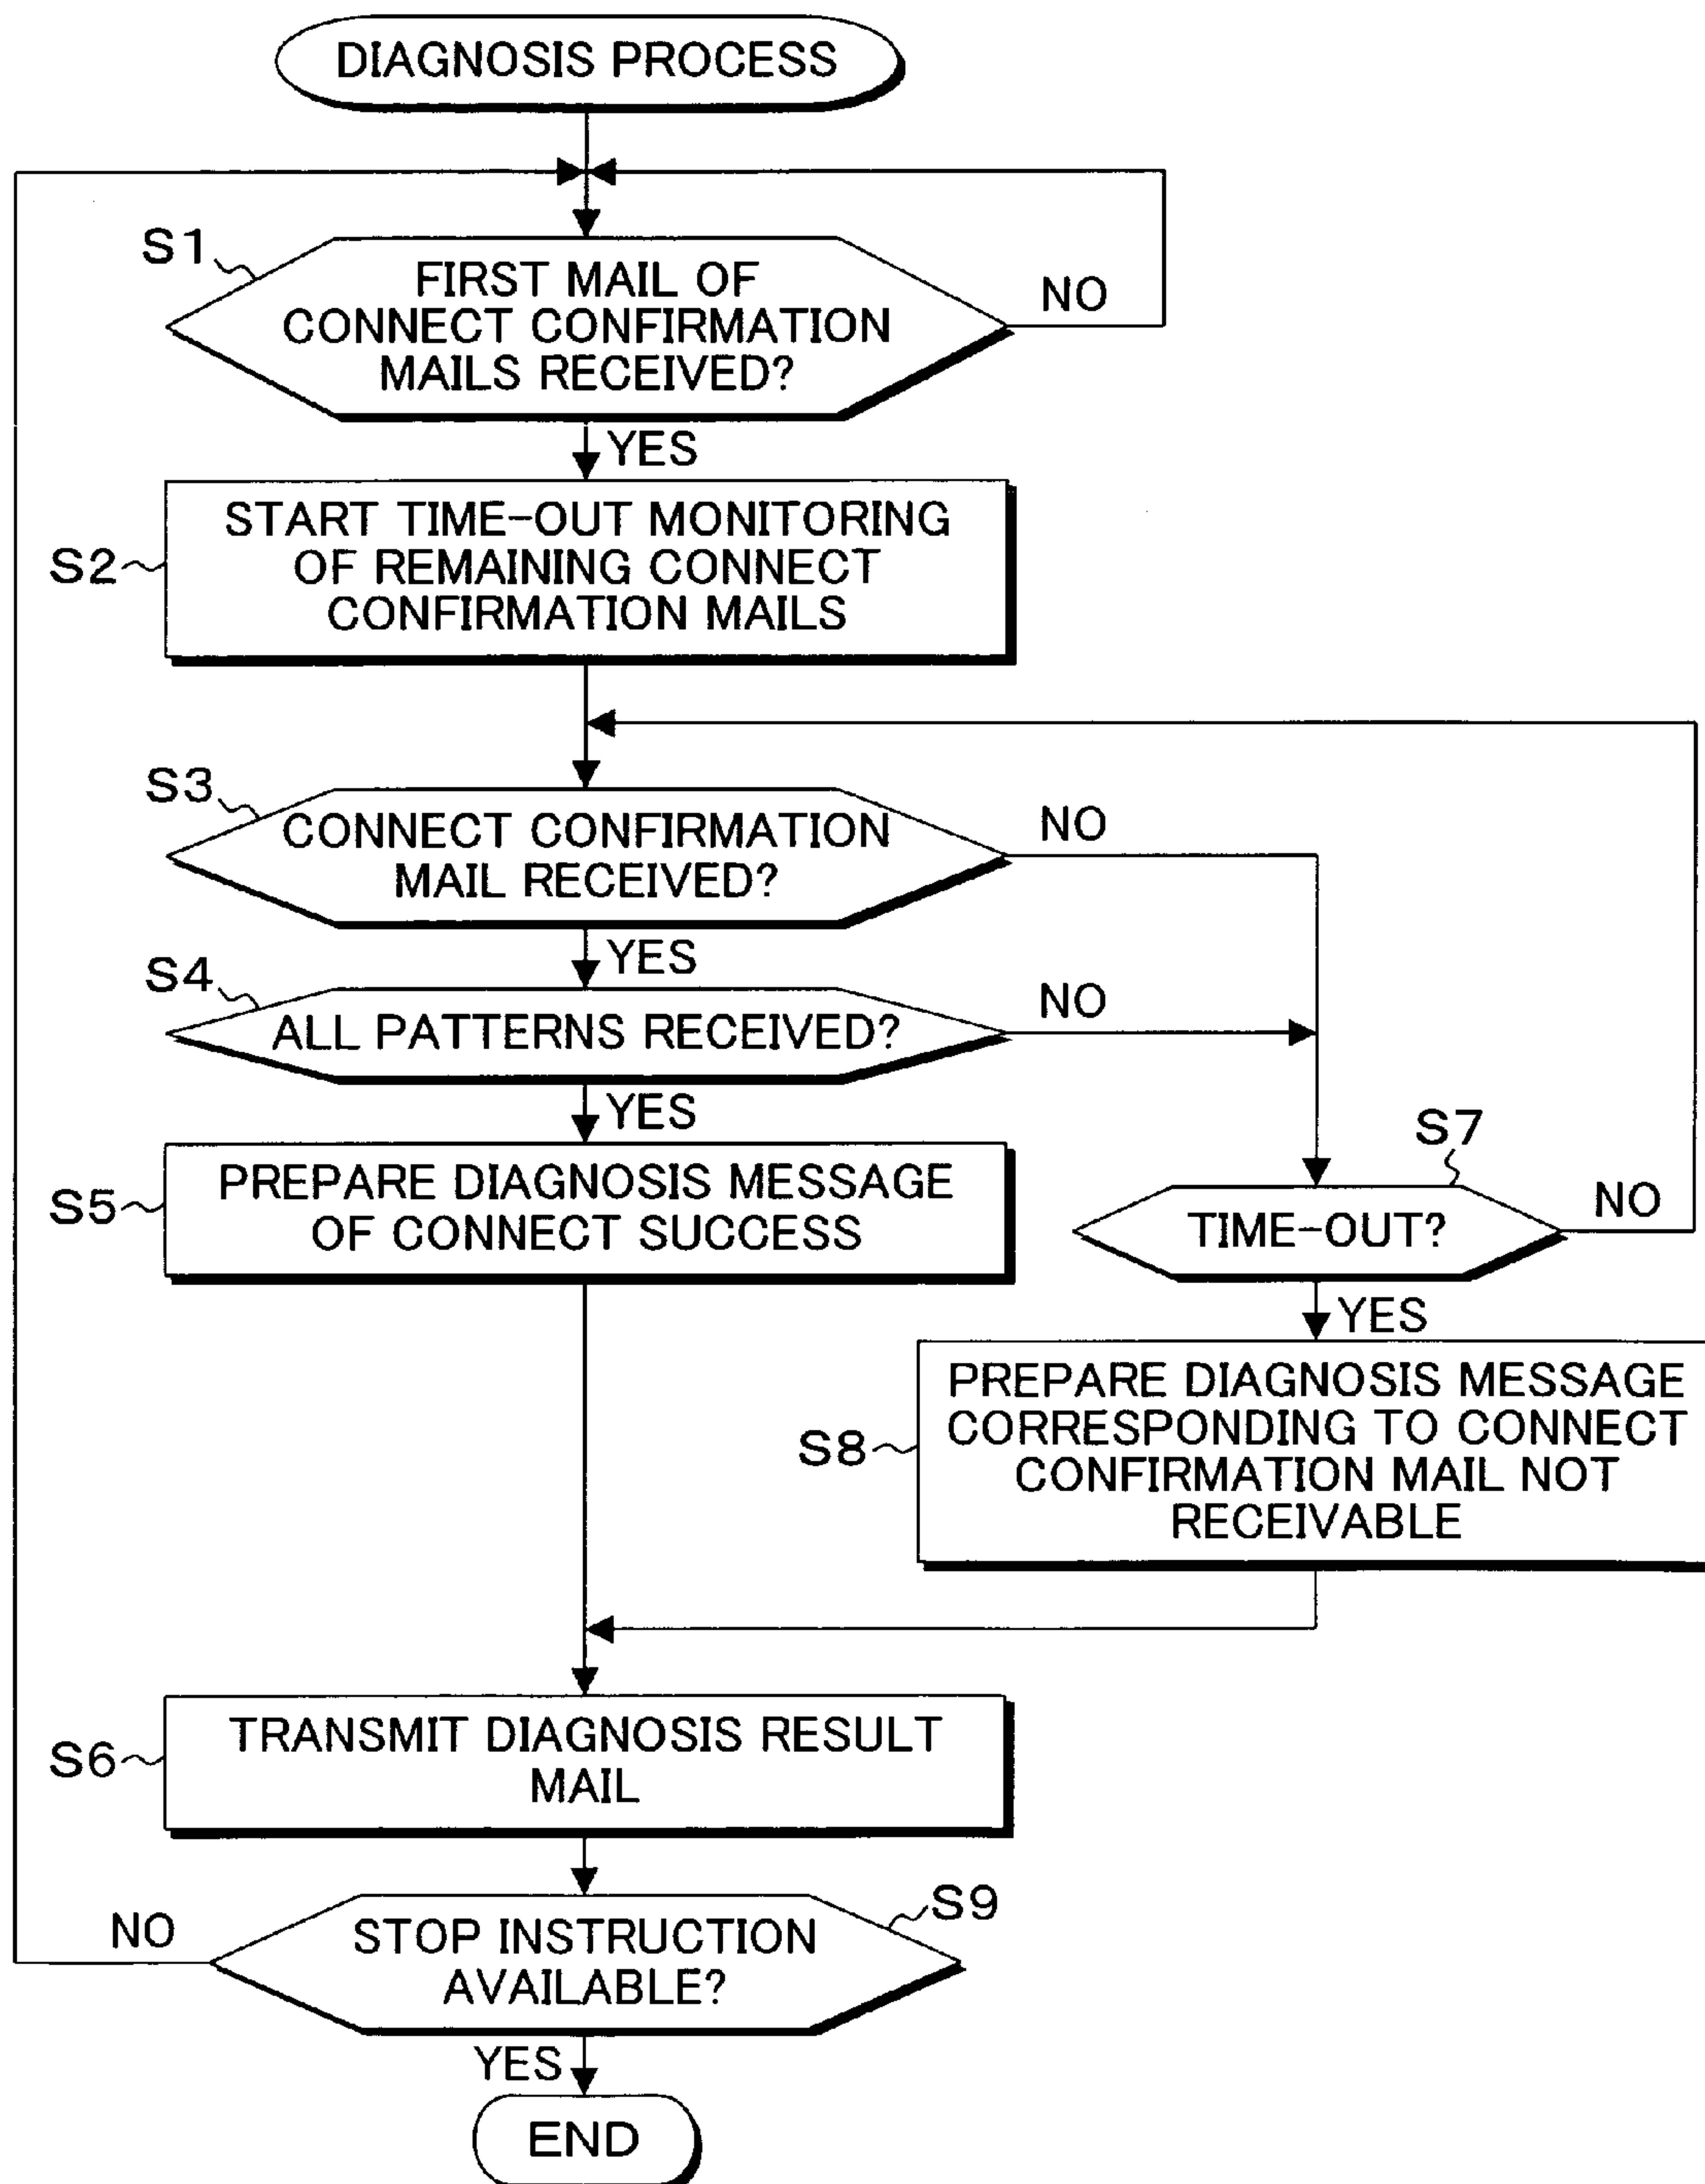 DIAGNOSIS PROCESS
S1
FIRST MAIL OF
CONNECT CONFIRMATION
MAILS RECEIVED?
NO
YES
S2
START TIME-OUT MONITORING
OF REMAINING CONNECT
CONFIRMATION MAILS
S3
CONNECT CONFIRMATION
MAIL RECEIVED?
NO
YES
S4
ALL PATTERNS RECEIVED?
NO
YES
S5
PREPARE DIAGNOSIS MESSAGE
OF CONNECT SUCCESS
S7
TIME-OUT?
NO
YES
S8
PREPARE DIAGNOSIS MESSAGE
CORRESPONDING TO CONNECT
CONFIRMATION MAIL NOT
RECEIVABLE
S6
TRANSMIT DIAGNOSIS RESULT
MAIL
S9
STOP INSTRUCTION
AVAILABLE?
NO
YES
END